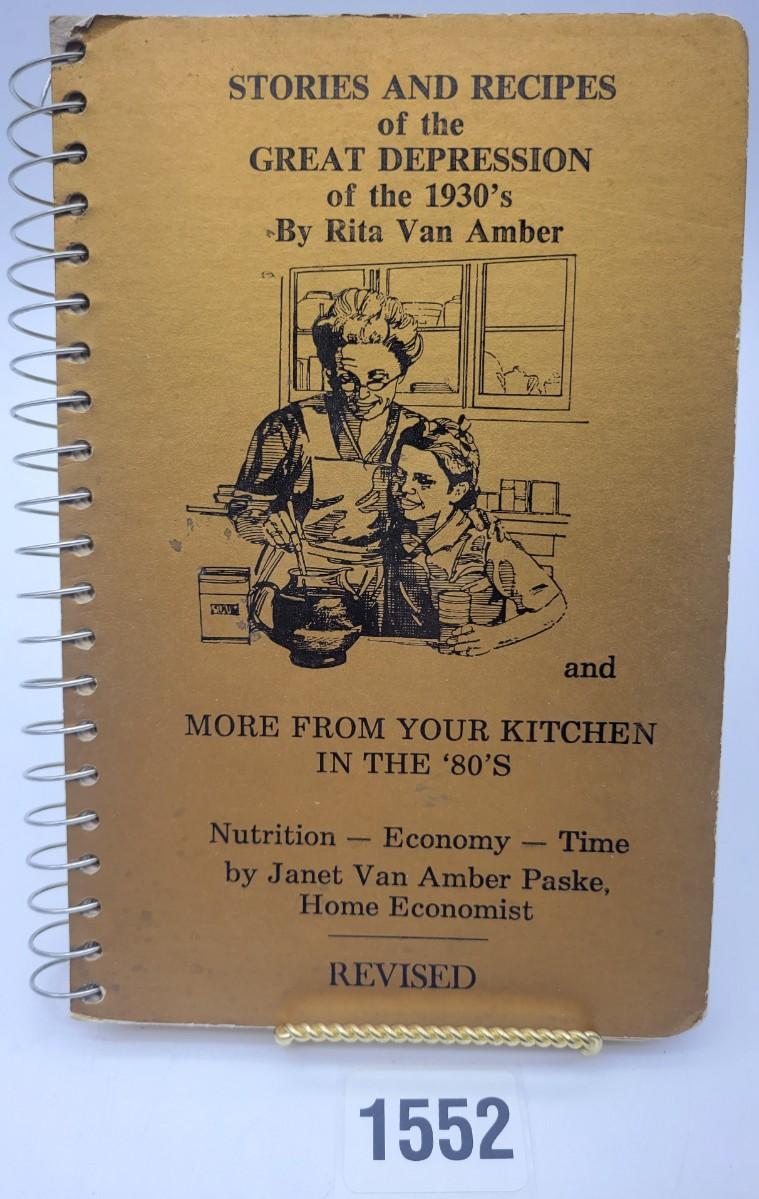 STORIES AND RECIPES
of the
GREAT DEPRESSION
of the 1930's
By Rita Van Amber
and
MORE FROM YOUR KITCHEN
IN THE '80'S
Nutrition — Economy — Time
by Janet Van Amber Paske,
Home Economist
REVISED
1552